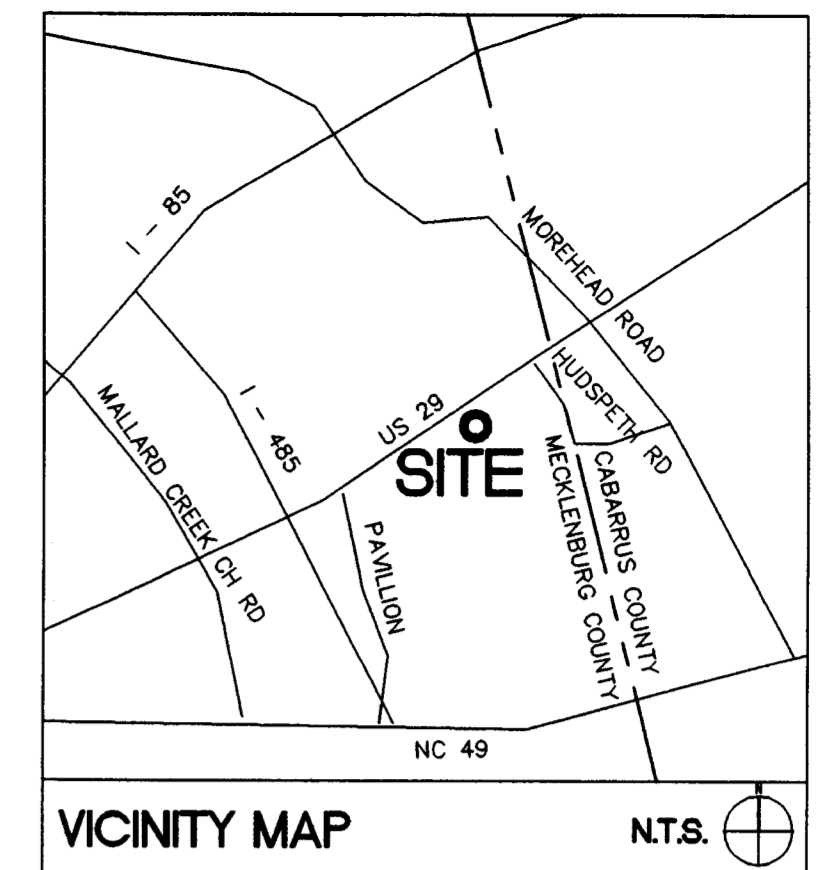 I - 85
MOREHEAD ROAD
MALLARD CREEK CH RD
I - 485
US 29
HUDSPETH RD
SITE
PAVILLION
MECKLENBURG COUNTY
CABARRUS COUNTY
NC 49
VICINITY MAP
N.T.S.
N